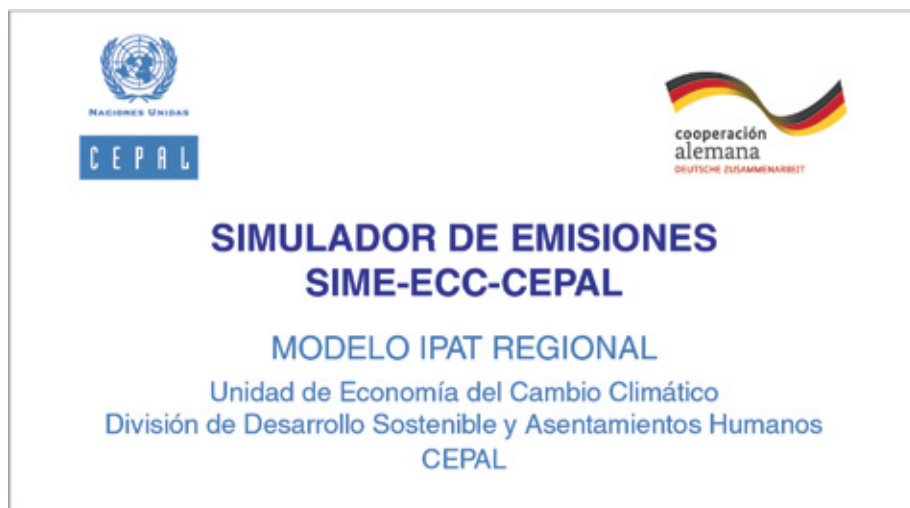 NACIONES UNIDAS
CEPAL
cooperación
alemana
DEUTSCHE ZUSAMMENARBEIT
SIMULADOR DE EMISIONES
SIME-ECC-CEPAL
MODELO IPAT REGIONAL
Unidad de Economía del Cambio Climático
División de Desarrollo Sostenible y Asentamientos Humanos
CEPAL